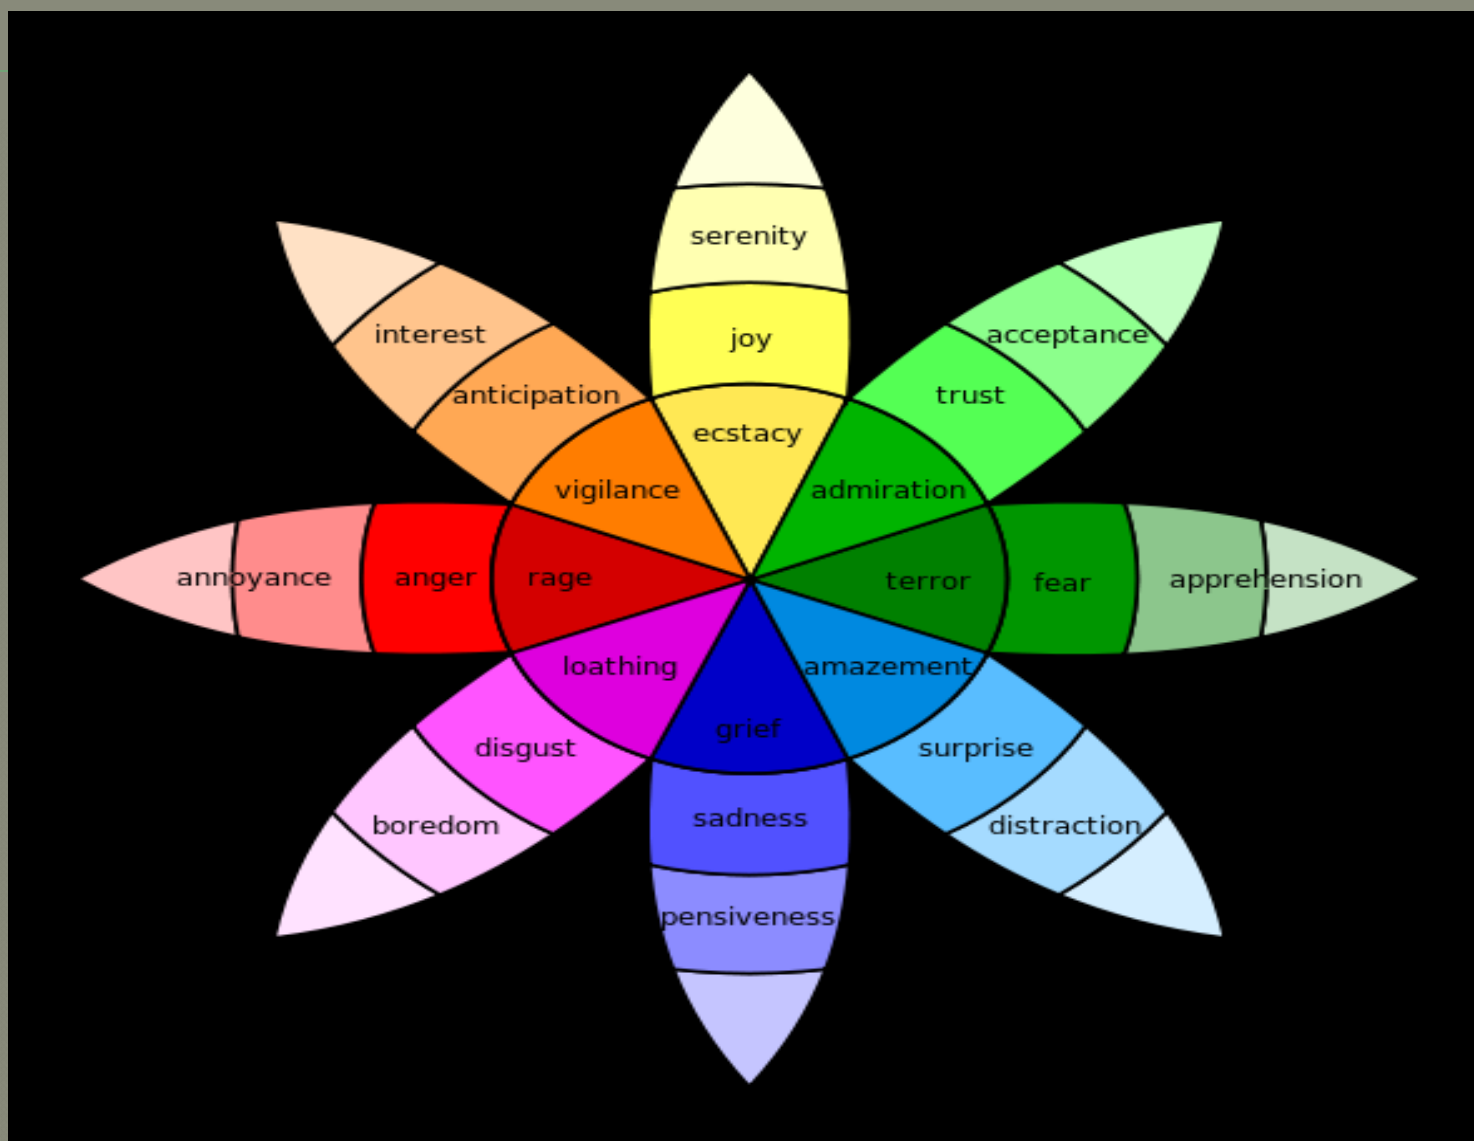 serenity
joy
ecstacy
interest
acceptance
anticipation
trust
vigilance
admiration
annoyance
anger
rage
terror
fear
apprehension
loathing
amazement
grief
disgust
surprise
sadness
boredom
distraction
pensiveness